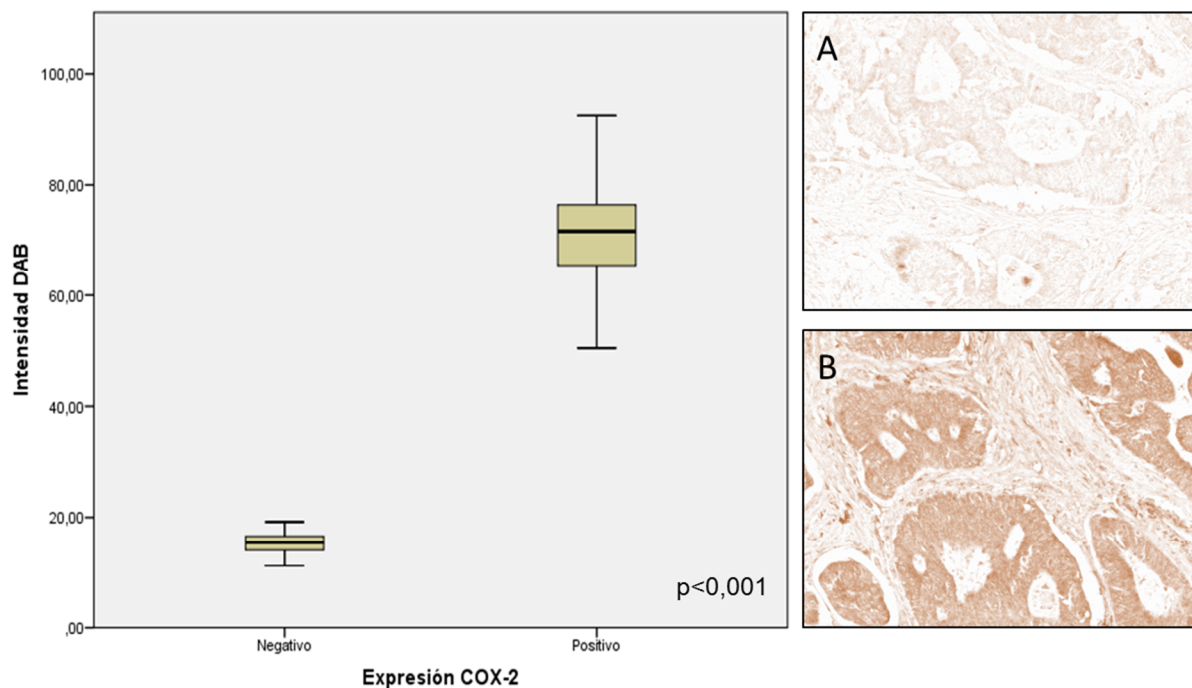 Intensidad DAB
100,00
80,00
60,00
40,00
20,00
,00
Negativo
Positivo
Expresión COX-2
p<0,001
A
B